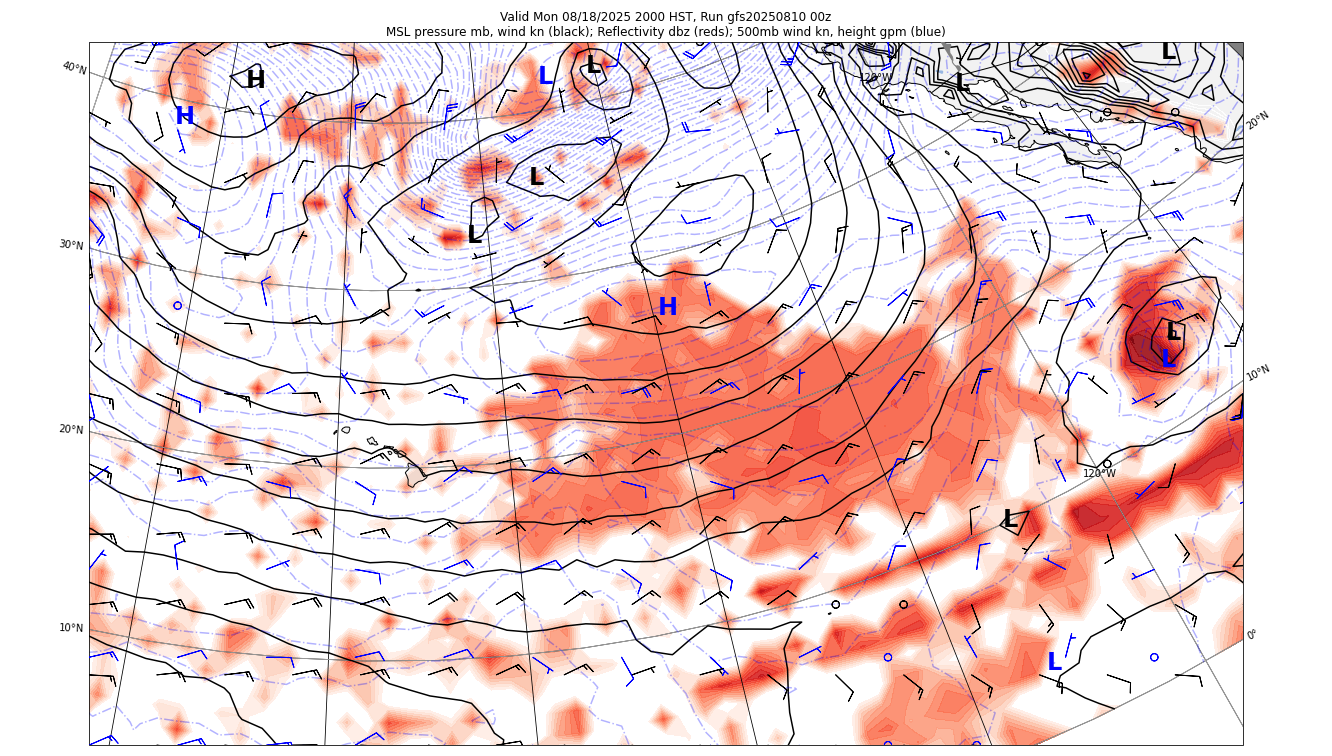 Valid Mon 08/18/2025 2000 HST, Run gfs20250810 00z
MSL pressure mb, wind kn (black); Reflectivity dbz (reds); 500mb wind kn, height gpm (blue)
L
L
L
40°N
H
L
120°W
L
H
20°N
L
L
30°N
H
L
L
10°N
20°N
120°W
L
10°N
0°
L